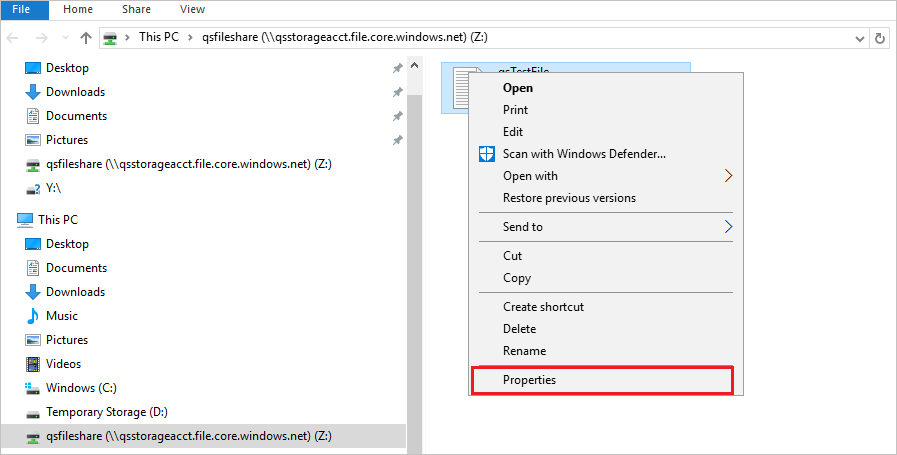 File Home Share View
This PC qsfileshare (\\qsstorageacct.file.core.windows.net) (Z:)
Desktop
Downloads
Documents
Pictures
qsfileshare (\\qsstorageacct.file.core.windows.net) (Z:)
Y:\
This PC
Desktop
Documents
Downloads
Music
Pictures
Videos
Windows (C:)
Temporary Storage (D:)
qsfileshare (\\qsstorageacct.file.core.windows.net) (Z:)
qsTestFile
Open
Print
Edit
Scan with Windows Defender...
Open with
Restore previous versions
Send to
Cut
Copy
Create shortcut
Delete
Rename
Properties